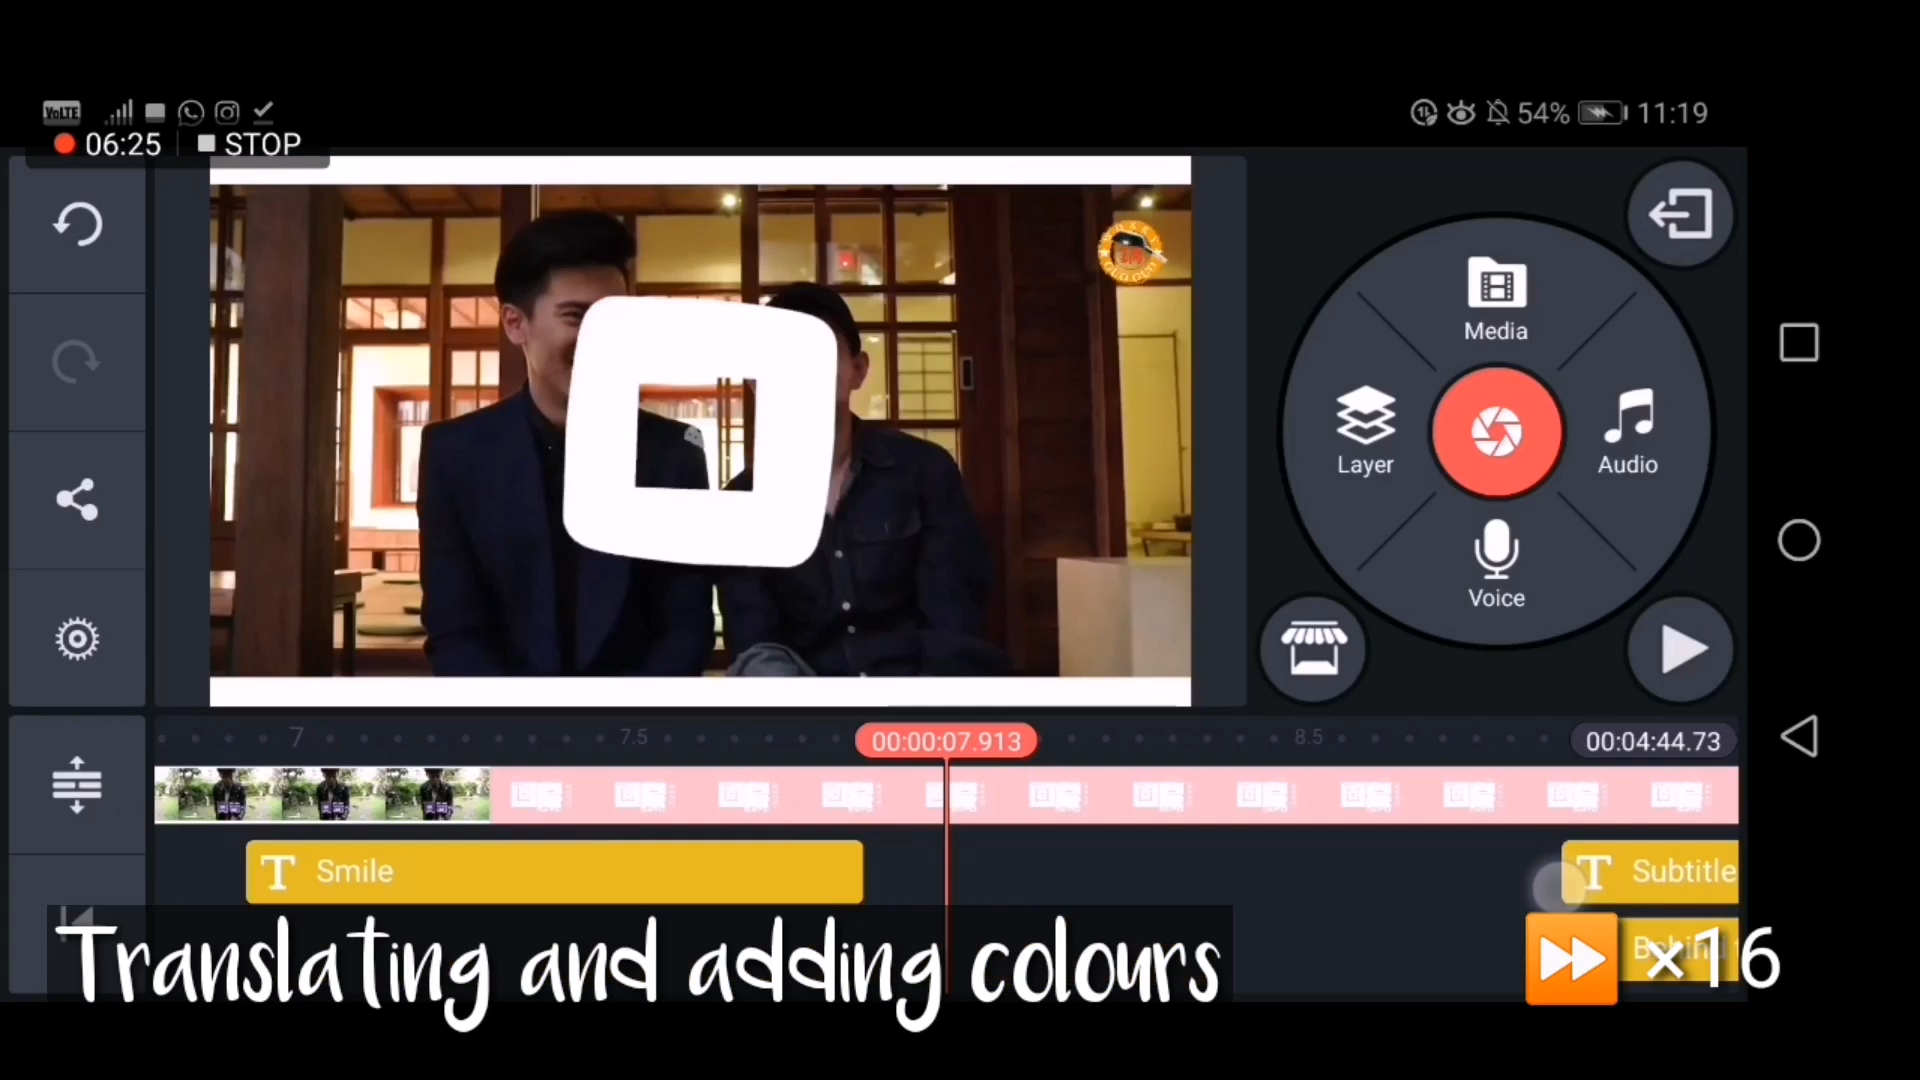 VoLTE
54% 11:19
06:25 STOP
Media
Layer
Audio
Voice
7
7.5
00:00:07.913
8.5
00:04:44.73
T Smile
T Subtitle
Translating and adding colours
×16